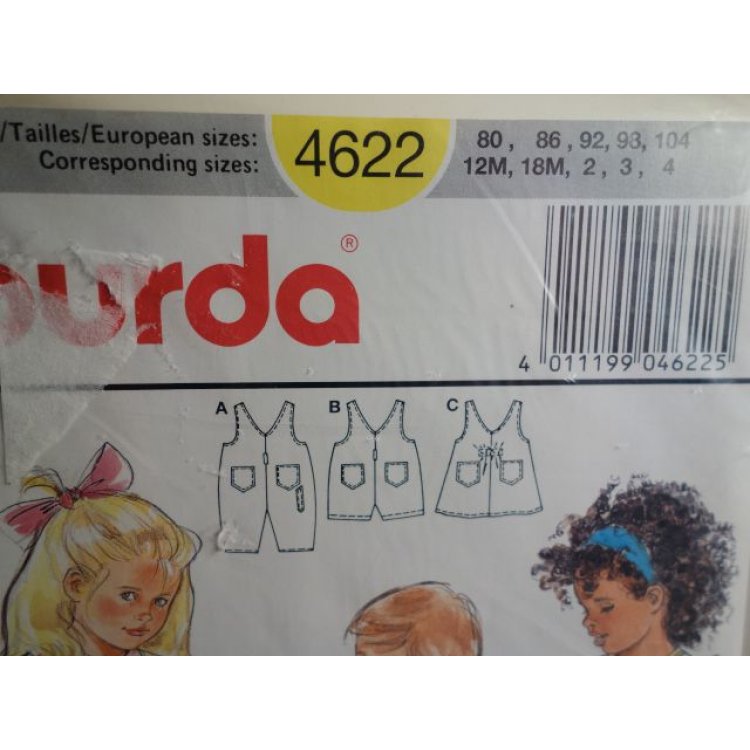 /Tailles/European sizes:
Corresponding sizes:
4622
80, 86, 92, 98, 104
12M, 18M, 2, 3, 4
burda®
4 011199 046225
A B C